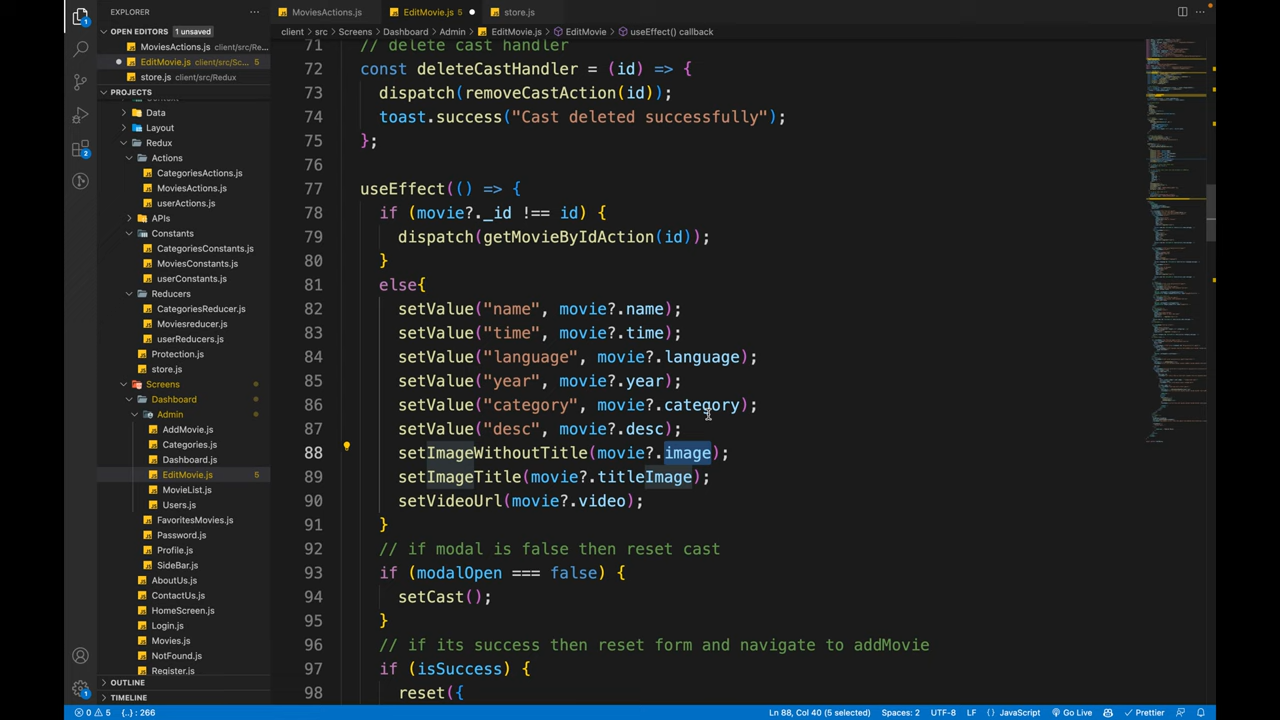 EXPLORER
MoviesActions.js
EditMovie.js 5
store.js
OPEN EDITORS 1 unsaved
client > src > Screens > Dashboard > Admin > EditMovie.js > EditMovie > useEffect() callback
MoviesActions.js client/src/Re...
EditMovie.js client/src/Sc... 5
store.js client/src/Redux
PROJECTS
Data
Layout
Redux
Actions
CategoriesActions.js
MoviesActions.js
userActions.js
APIs
Constants
CategoriesConstants.js
MoviesConstants.js
userConstants.js
Reducers
CategoriesReducer.js
Moviesreducer.js
userReducers.js
Protection.js
store.js
Screens
Dashboard
Admin
AddMovie.js
Categories.js
Dashboard.js
EditMovie.js 5
MovieList.js
Users.js
FavoritesMovies.js
Password.js
Profile.js
SideBar.js
AboutUs.js
ContactUs.js
HomeScreen.js
Login.js
Movies.js
NotFound.js
Register.js
OUTLINE
TIMELINE
71 // delete cast handler
72 const deleteCastHandler = (id) => {
73 dispatch(removeCastAction(id));
74 toast.success("Cast deleted successfully");
75 };
76
77 useEffect(() => {
78 if (movie?._id !== id) {
79 dispatch(getMovieByIdAction(id));
80 }
81 else{
82 setValue("name", movie?.name);
83 setValue("time", movie?.time);
84 setValue("language", movie?.language);
85 setValue("year", movie?.year);
86 setValue("category", movie?.category);
87 setValue("desc", movie?.desc);
88 setImageWithoutTitle(movie?.image);
89 setImageTitle(movie?.titleImage);
90 setVideoUrl(movie?.video);
91 }
92 // if modal is false then reset cast
93 if (modalOpen === false) {
94 setCast();
95 }
96 // if its success then reset form and navigate to addMovie
97 if (isSuccess) {
98 reset({
0 5 {..} : 266 Ln 88, Col 40 (5 selected) Spaces: 2 UTF-8 LF {} JavaScript Go Live Prettier